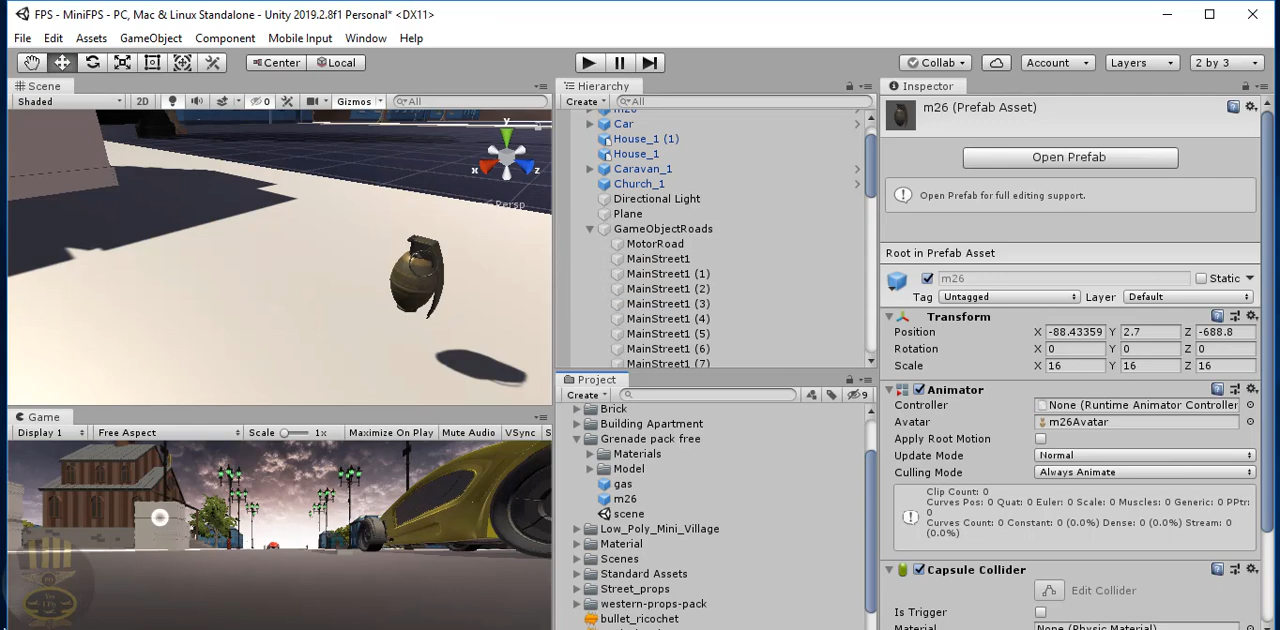 FPS - MiniFPS - PC, Mac & Linux Standalone - Unity 2019.2.8f1 Personal* <DX11>
File Edit Assets GameObject Component Mobile Input Window Help
Center Local Collab Account Layers 2 by 3
Scene
Shaded 2D 0 Gizmos All
y
x z
Persp
Game
Display 1 Free Aspect Scale 1x Maximize On Play Mute Audio VSync S
Hierarchy
Create All
m26
Car
House_1 (1)
House_1
Caravan_1
Church_1
Directional Light
Plane
GameObjectRoads
MotorRoad
MainStreet1
MainStreet1 (1)
MainStreet1 (2)
MainStreet1 (3)
MainStreet1 (4)
MainStreet1 (5)
MainStreet1 (6)
MainStreet1 (7)
Project
Create 9
Brick
Building Apartment
Grenade pack free
Materials
Model
gas
m26
scene
Low_Poly_Mini_Village
Material
Scenes
Standard Assets
Street_props
western-props-pack
bullet_ricochet
Inspector
m26 (Prefab Asset)
Open Prefab
Open Prefab for full editing support.
Root in Prefab Asset
m26 Static
Tag Untagged Layer Default
Transform
Position X -88.43359 Y 2.7 Z -688.8
Rotation X 0 Y 0 Z 0
Scale X 16 Y 16 Z 16
Animator
Controller None (Runtime Animator Controller
Avatar m26Avatar
Apply Root Motion
Update Mode Normal
Culling Mode Always Animate
Clip Count: 0
Curves Pos: 0 Quat: 0 Euler: 0 Scale: 0 Muscles: 0 Generic: 0 PPtr:
0
Curves Count: 0 Constant: 0 (0.0%) Dense: 0 (0.0%) Stream: 0
(0.0%)
Capsule Collider
Edit Collider
Is Trigger
Material None (Physic Material)